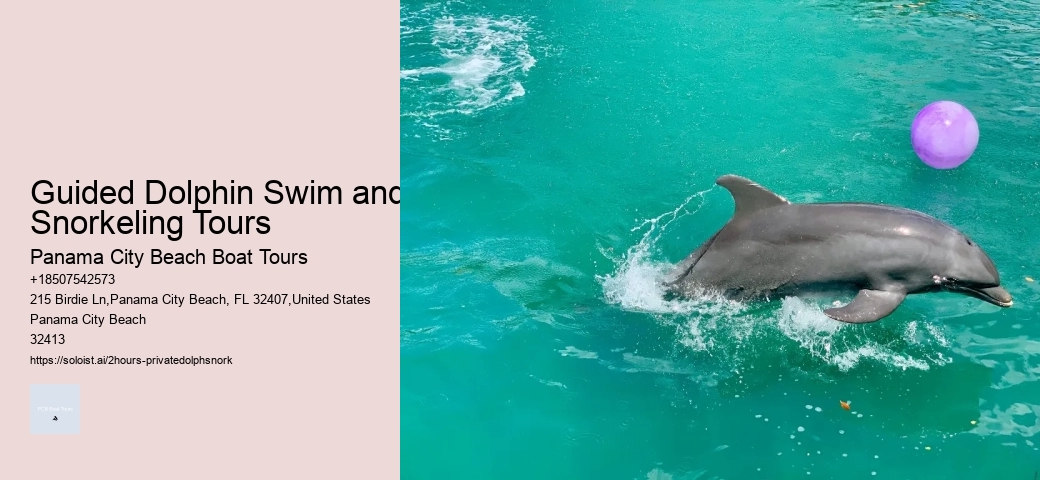 Guided Dolphin Swim and
Snorkeling Tours
Panama City Beach Boat Tours
+18507542573
215 Birdie Ln,Panama City Beach, FL 32407,United States
Panama City Beach
32413
https://soloist.ai/2hours-privatedolphsnork